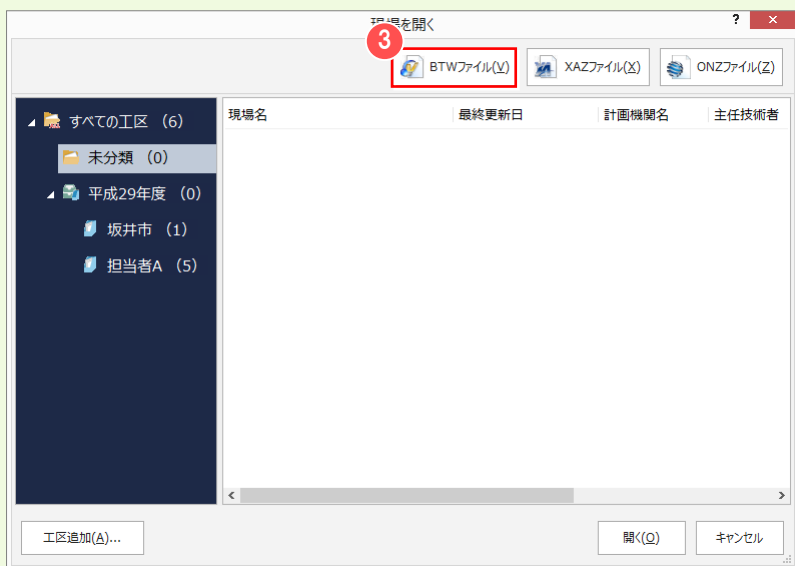 現場を開く
?
×
3
BTWファイル(V)
XAZファイル(X)
ONZファイル(Z)
すべての工区 (6)
未分類 (0)
平成29年度 (0)
坂井市 (1)
担当者A (5)
現場名 最終更新日 計画機関名 主任技術者
工区追加(A)...
開く(O)
キャンセル